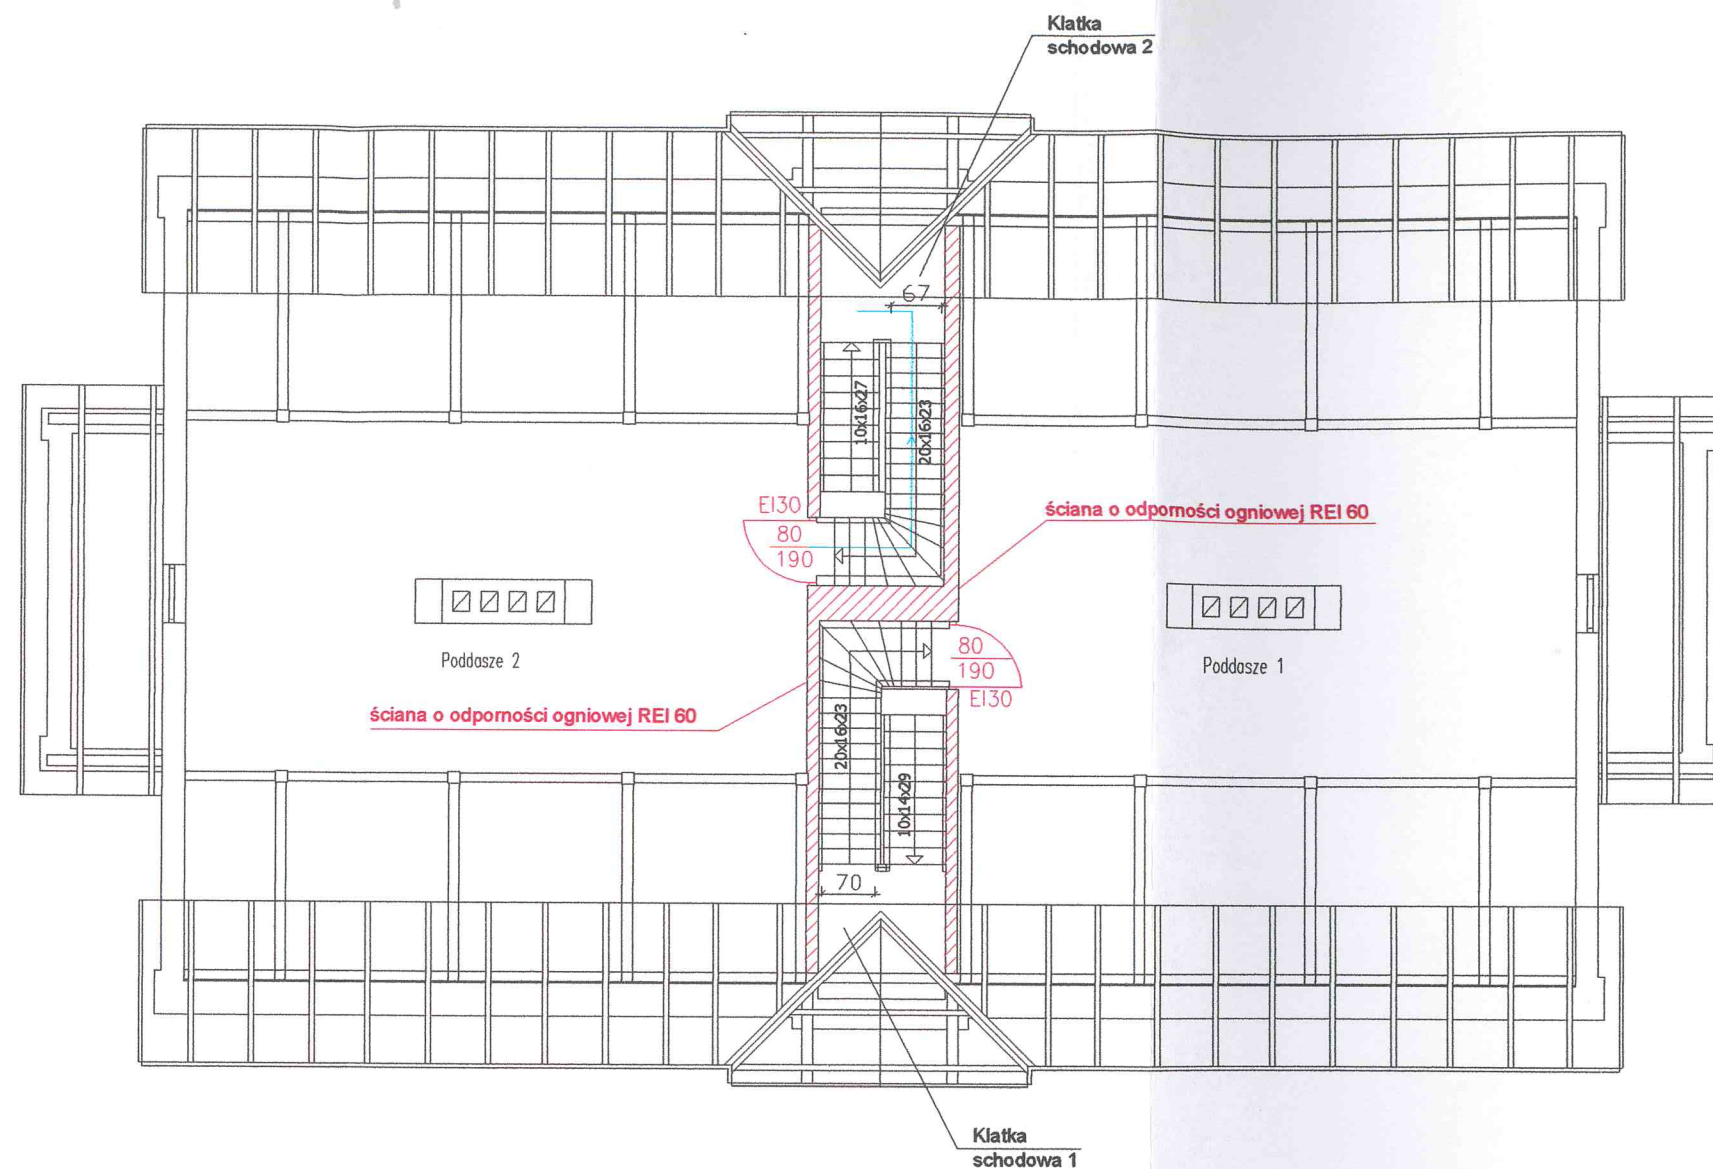 Klatka
schodowa 2
67
10x16x27
20x16x23
EI30
80
190
ściana o odporności ogniowej REI 60
80
190
EI30
Poddasze 2
Poddasze 1
ściana o odporności ogniowej REI 60
20x16x23
10x14x29
70
Klatka
schodowa 1